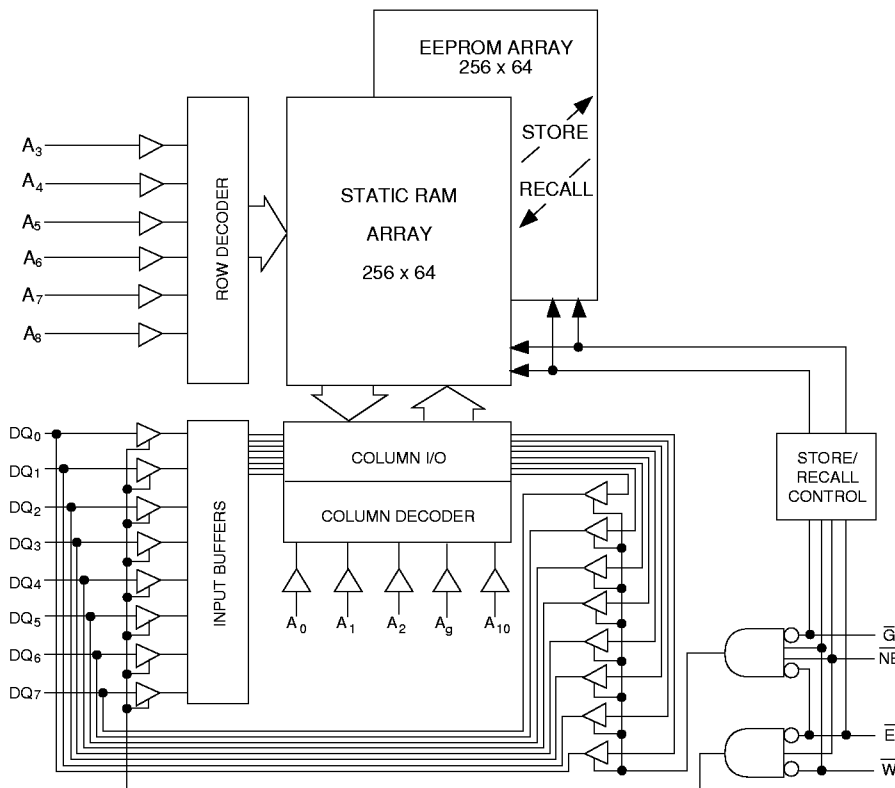 EEPROM ARRAY
256 x 64
STORE
RECALL
STATIC RAM
ARRAY
256 x 64
ROW DECODER
A3
A4
A5
A6
A7
A8
DQ0
DQ1
DQ2
DQ3
DQ4
DQ5
DQ6
DQ7
INPUT BUFFERS
COLUMN I/O
COLUMN DECODER
A0
A1
A2
Ag
A10
STORE/
RECALL
CONTROL
G̅
N̅E̅
E̅
W̅